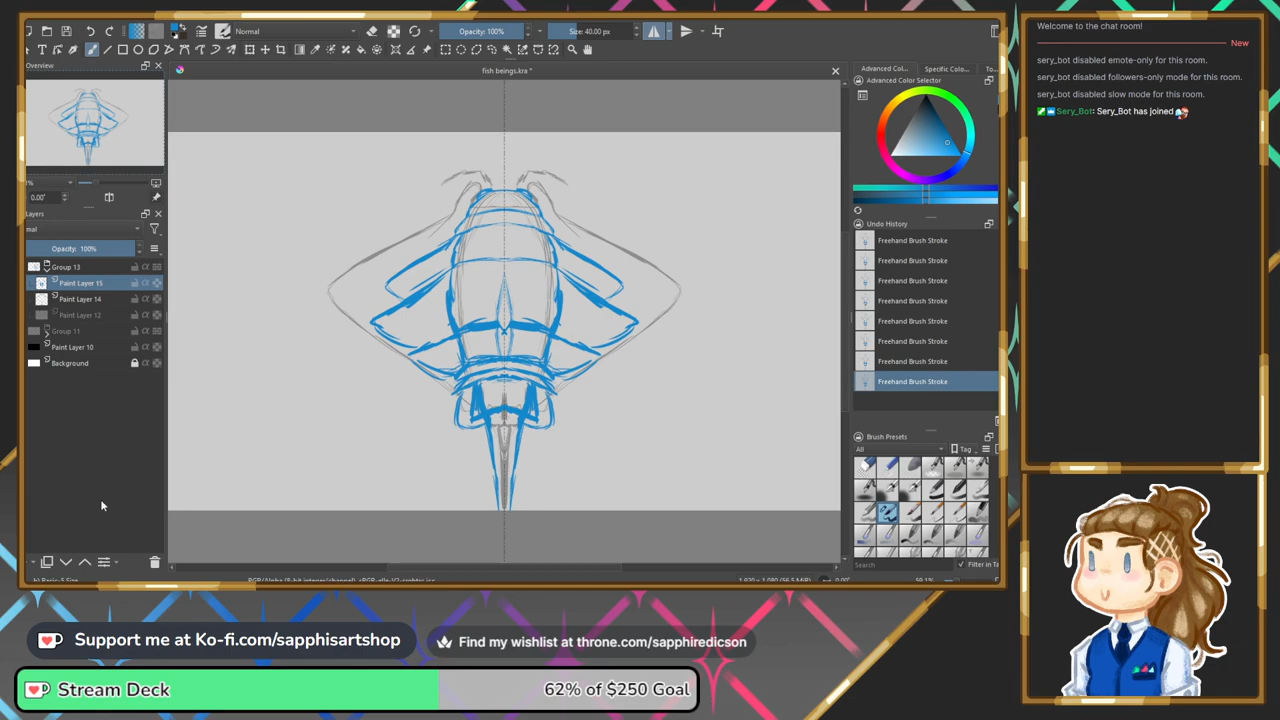 Normal
Opacity: 100%
Size: 40.00 px
Overview
fish beings.kra *
Advanced Col...
Specific Colo...
To...
Advanced Color Selector
0.00°
Layers
mal
Opacity: 100%
Group 13
Paint Layer 15
Paint Layer 14
Paint Layer 12
Group 11
Paint Layer 10
Background
Undo History
Freehand Brush Stroke
Freehand Brush Stroke
Freehand Brush Stroke
Freehand Brush Stroke
Freehand Brush Stroke
Freehand Brush Stroke
Freehand Brush Stroke
Freehand Brush Stroke
Brush Presets
All
Tag
Search
Filter in Ta
Welcome to the chat room!
New
sery_bot disabled emote-only for this room.
sery_bot disabled followers-only mode for this room.
sery_bot disabled slow mode for this room.
Sery_Bot: Sery_Bot has joined
Support me at Ko-fi.com/sapphisartshop
Find my wishlist at throne.com/sapphiredicson
Stream Deck
62% of $250 Goal